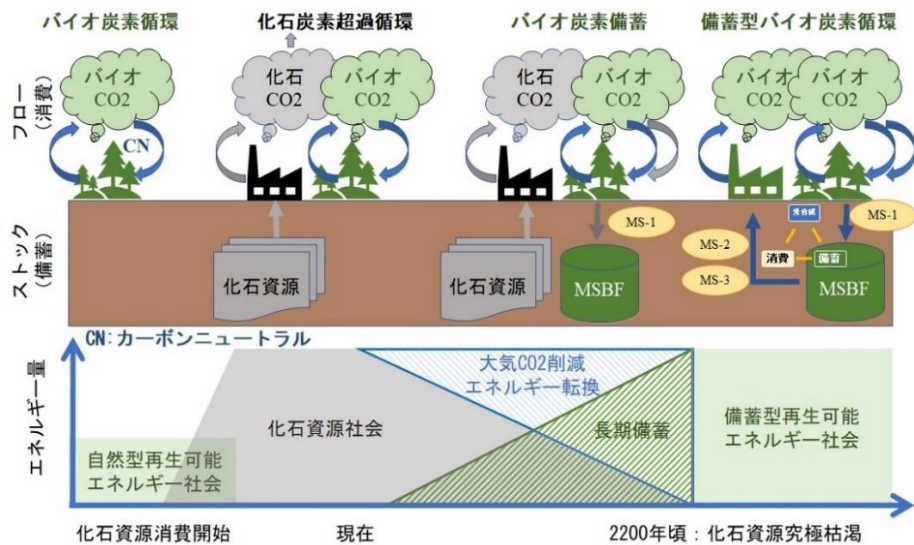 バイオ炭素循環
化石炭素超過循環
バイオ炭素備蓄
備蓄型バイオ炭素循環
フロー
(消費)
バイオ
CO2
CN
化石
CO2
バイオ
CO2
化石
CO2
バイオ
CO2
バイオ
CO2
バイオ
CO2
ストック
(備蓄)
化石資源
化石資源
MS-1
MSBF
MS-2
MS-3
光合成
消費
備蓄
MS-1
MSBF
CN:カーボンニュートラル
エネルギー量
自然型再生可能
エネルギー社会
化石資源社会
大気CO2削減
エネルギー転換
長期備蓄
備蓄型再生可能
エネルギー社会
化石資源消費開始
現在
2200年頃:化石資源究極枯渇